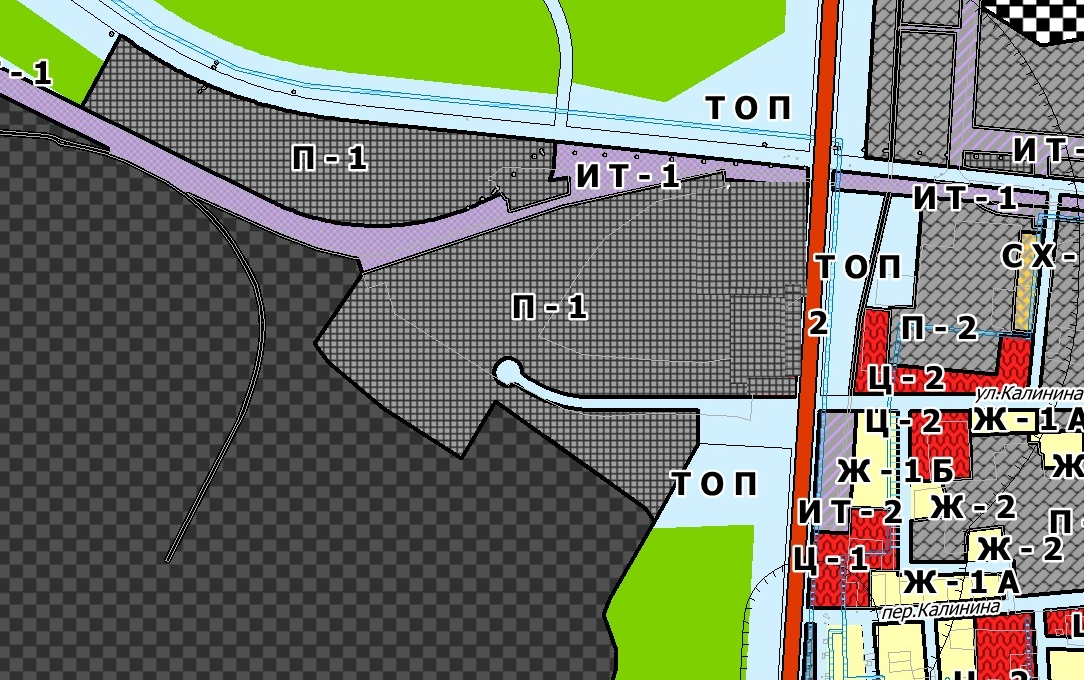 -1
ТОП
П-1
ИТ-
ИТ-1
ИТ-1
СХ-
ТОП
П-1
2
П-2
Ц-2
ул.Калинина
Ц-2
Ж-1А
Ж-1Б
Ж
ТОП
Ж-2
ИТ-2
П
Ж-2
Ц-1
Ж-1А
пер.Калинина